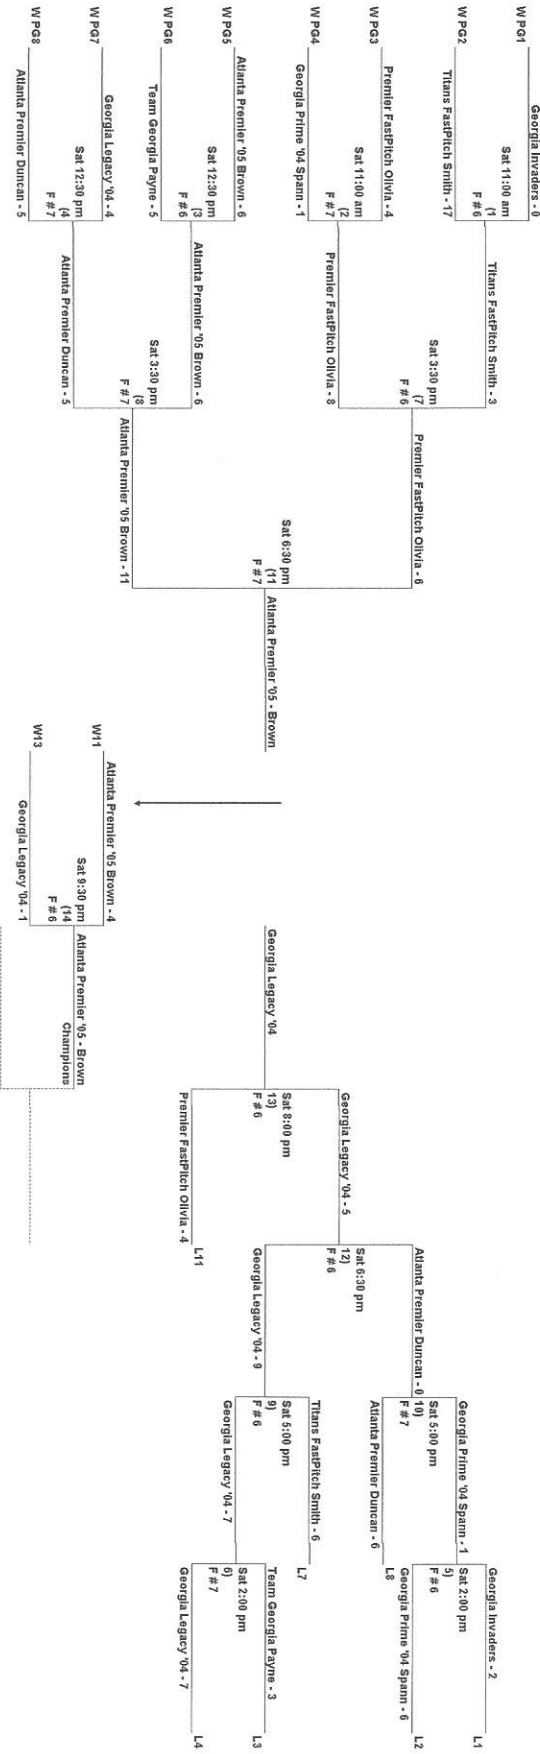 W PG1
Georgia Invaders - 0
Sat 11:00 am
(1
F # 6
W PG2
Titans FastPitch Smith - 17
Titans FastPitch Smith - 3
W PG3
Premier FastPitch Olivia - 4
Sat 11:00 am
(2
F # 7
W PG4
Georgia Prime '04 Spann - 1
Premier FastPitch Olivia - 8
Sat 3:30 pm
(7
F # 6
Premier FastPitch Olivia - 6
W PG5
Atlanta Premier '05 Brown - 6
Sat 12:30 pm
(3
F # 6
W PG6
Team Georgia Payne - 5
Atlanta Premier '05 Brown - 6
W PG7
Georgia Legacy '04 - 4
Sat 12:30 pm
(4
F # 7
W PG8
Atlanta Premier Duncan - 5
Atlanta Premier Duncan - 5
Sat 3:30 pm
(8
F # 7
Atlanta Premier '05 Brown - 11
Sat 6:30 pm
(11
F # 7
Atlanta Premier '05 - Brown
W11
Atlanta Premier '05 Brown - 4
Sat 9:30 pm
(14
F # 6
W13
Georgia Legacy '04 - 1
Atlanta Premier '05 - Brown
Champions
Georgia Legacy '04
Sat 8:00 pm
13)
F # 6
Georgia Legacy '04 - 5
Premier FastPitch Olivia - 4
L11
Sat 6:30 pm
12)
F # 6
Atlanta Premier Duncan - 0
Georgia Legacy '04 - 9
Sat 5:00 pm
10)
F # 7
Georgia Prime '04 Spann - 1
Atlanta Premier Duncan - 6
L8
Sat 5:00 pm
9)
F # 6
Titans FastPitch Smith - 6
L7
Georgia Legacy '04 - 7
Sat 2:00 pm
5)
F # 6
Georgia Invaders - 2
L1
Georgia Prime '04 Spann - 6
L2
Sat 2:00 pm
6)
F # 7
Team Georgia Payne - 3
L3
Georgia Legacy '04 - 7
L4